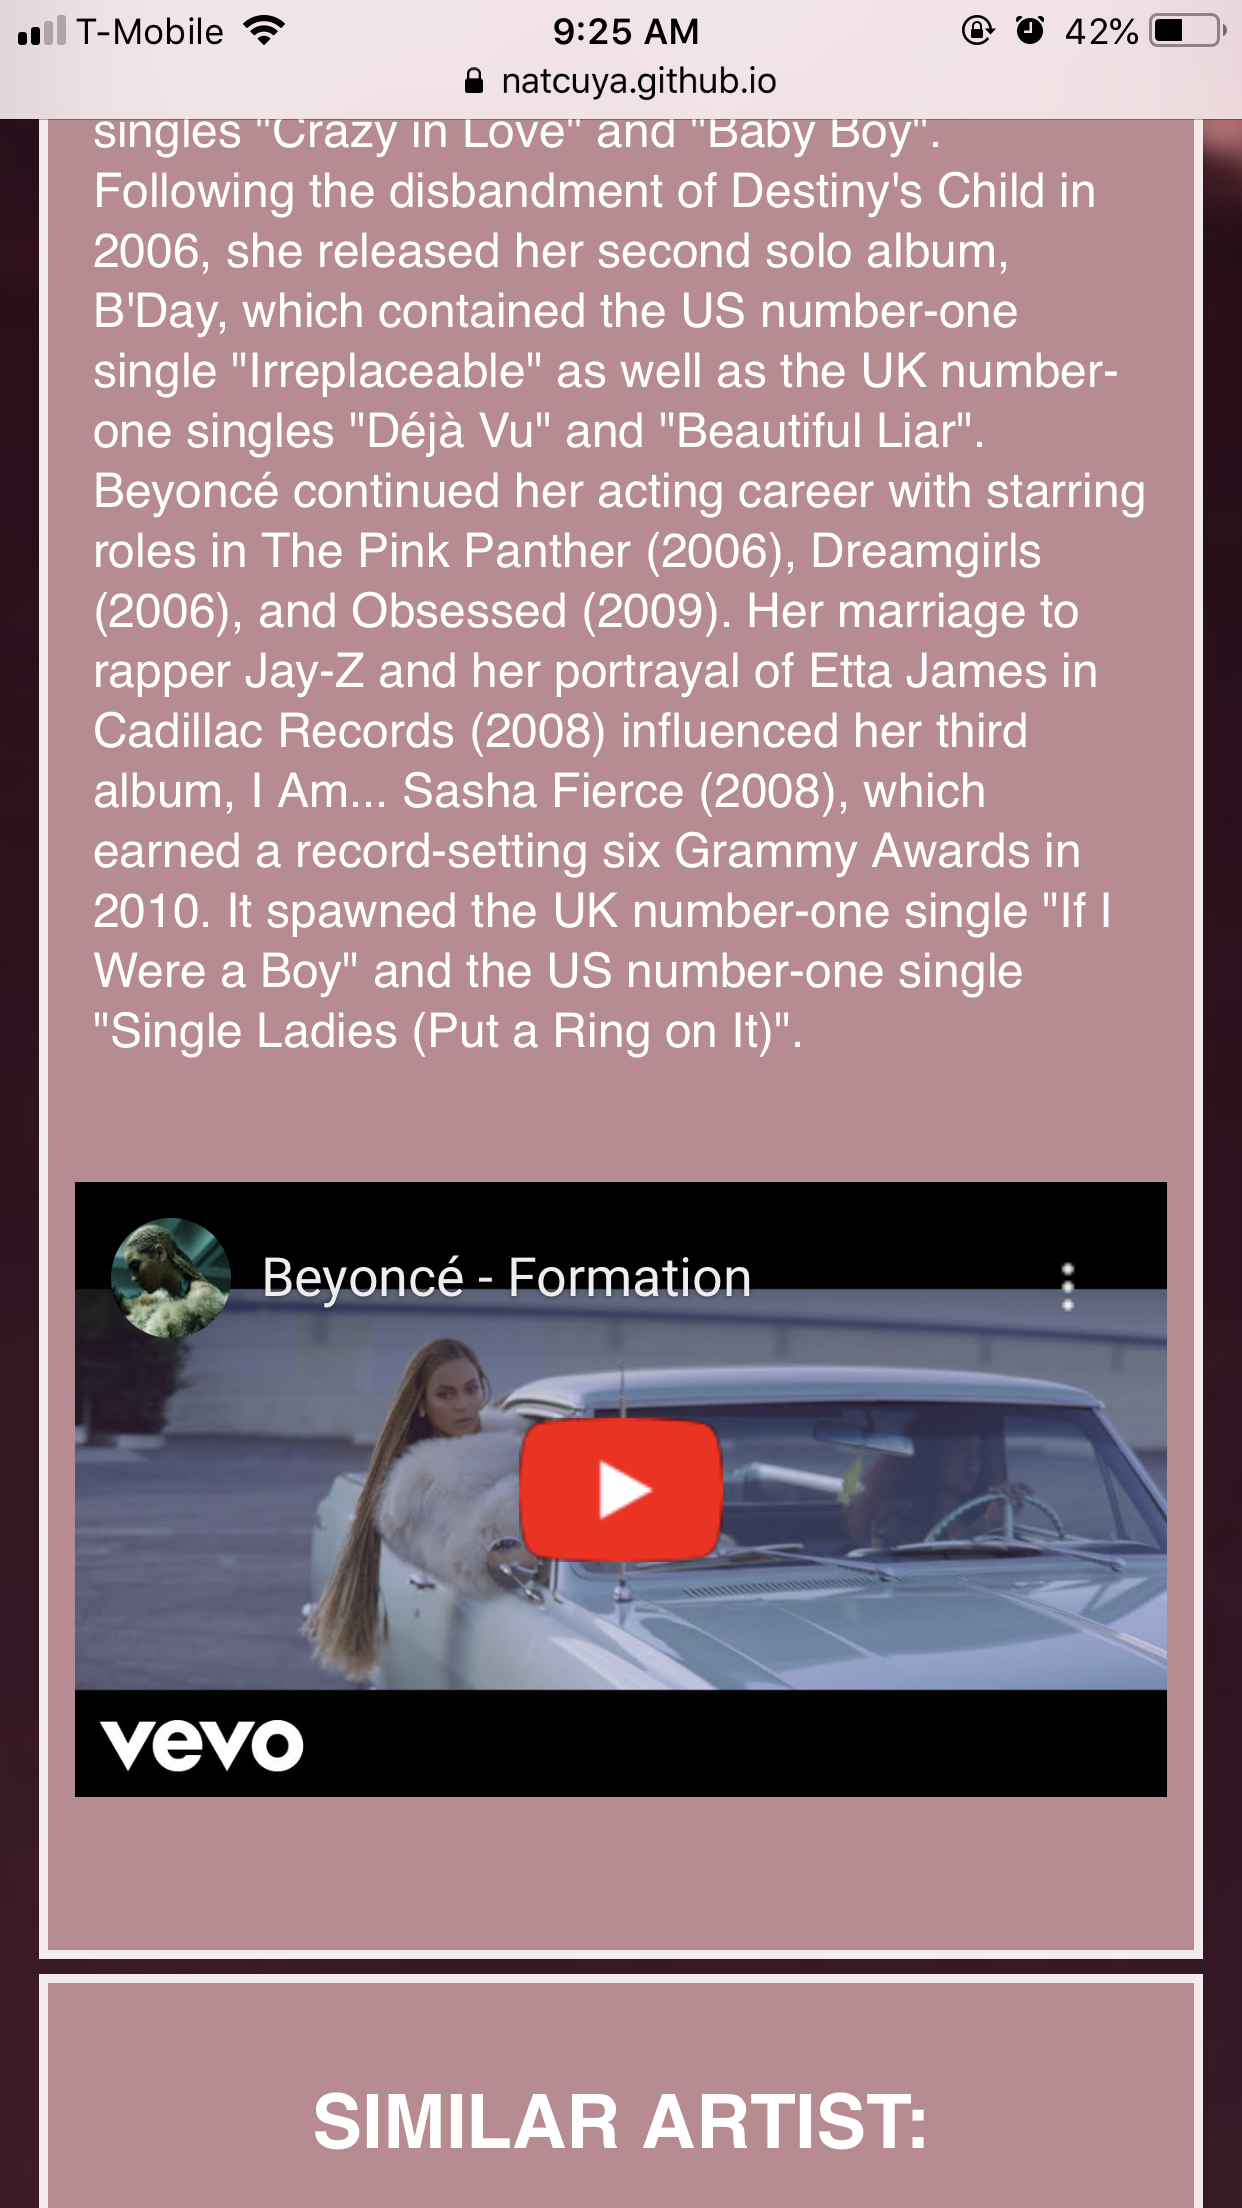 T-Mobile 9:25 AM 42%
natcuya.github.io
singles "Crazy in Love" and "Baby Boy".
Following the disbandment of Destiny's Child in
2006, she released her second solo album,
B'Day, which contained the US number-one
single "Irreplaceable" as well as the UK number-
one singles "Déjà Vu" and "Beautiful Liar".
Beyoncé continued her acting career with starring
roles in The Pink Panther (2006), Dreamgirls
(2006), and Obsessed (2009). Her marriage to
rapper Jay-Z and her portrayal of Etta James in
Cadillac Records (2008) influenced her third
album, I Am... Sasha Fierce (2008), which
earned a record-setting six Grammy Awards in
2010. It spawned the UK number-one single "If I
Were a Boy" and the US number-one single
"Single Ladies (Put a Ring on It)".
Beyoncé - Formation
vevo
SIMILAR ARTIST: